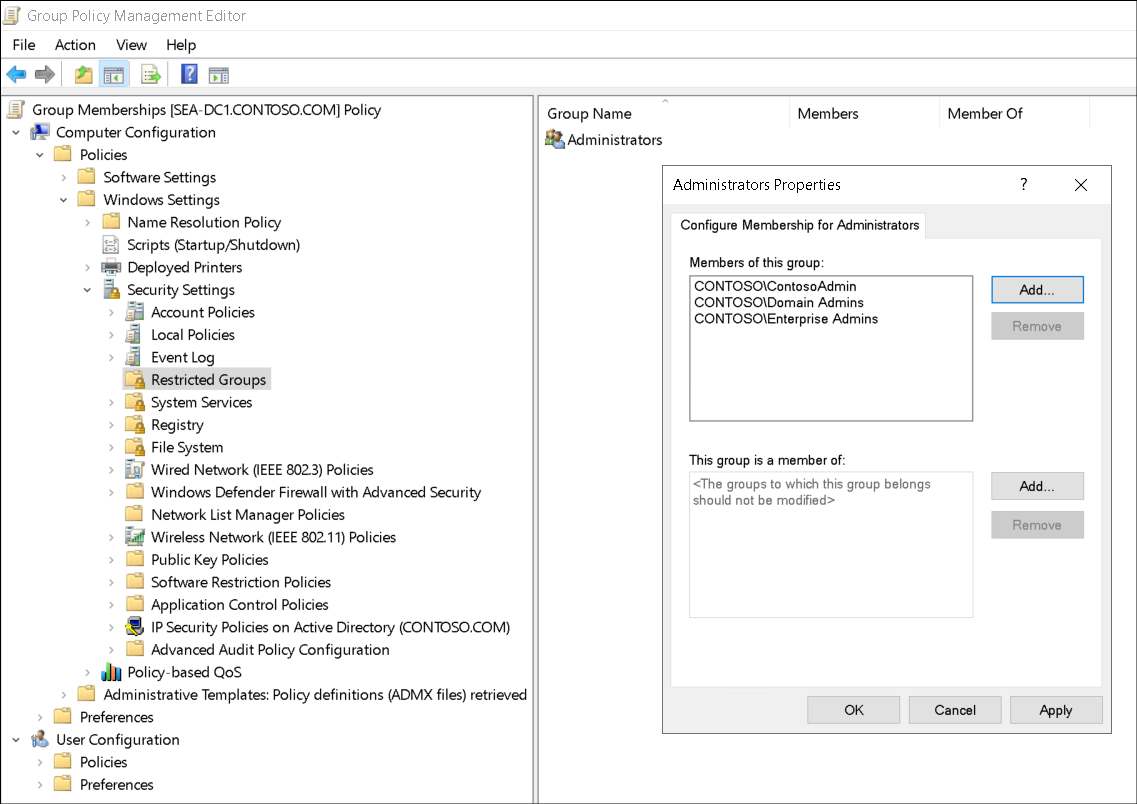 Group Policy Management Editor
File Action View Help
Group Memberships [SEA-DC1.CONTOSO.COM] Policy
Computer Configuration
Policies
Software Settings
Windows Settings
Name Resolution Policy
Scripts (Startup/Shutdown)
Deployed Printers
Security Settings
Account Policies
Local Policies
Event Log
Restricted Groups
System Services
Registry
File System
Wired Network (IEEE 802.3) Policies
Windows Defender Firewall with Advanced Security
Network List Manager Policies
Wireless Network (IEEE 802.11) Policies
Public Key Policies
Software Restriction Policies
Application Control Policies
IP Security Policies on Active Directory (CONTOSO.COM)
Advanced Audit Policy Configuration
Policy-based QoS
Administrative Templates: Policy definitions (ADMX files) retrieved
Preferences
User Configuration
Policies
Preferences
Group Name Members Member Of
Administrators
Administrators Properties ?
Configure Membership for Administrators
Members of this group:
CONTOSO\ContosoAdmin
CONTOSO\Domain Admins
CONTOSO\Enterprise Admins
Add...
Remove
This group is a member of:
<The groups to which this group belongs
should not be modified>
Add...
Remove
OK Cancel Apply